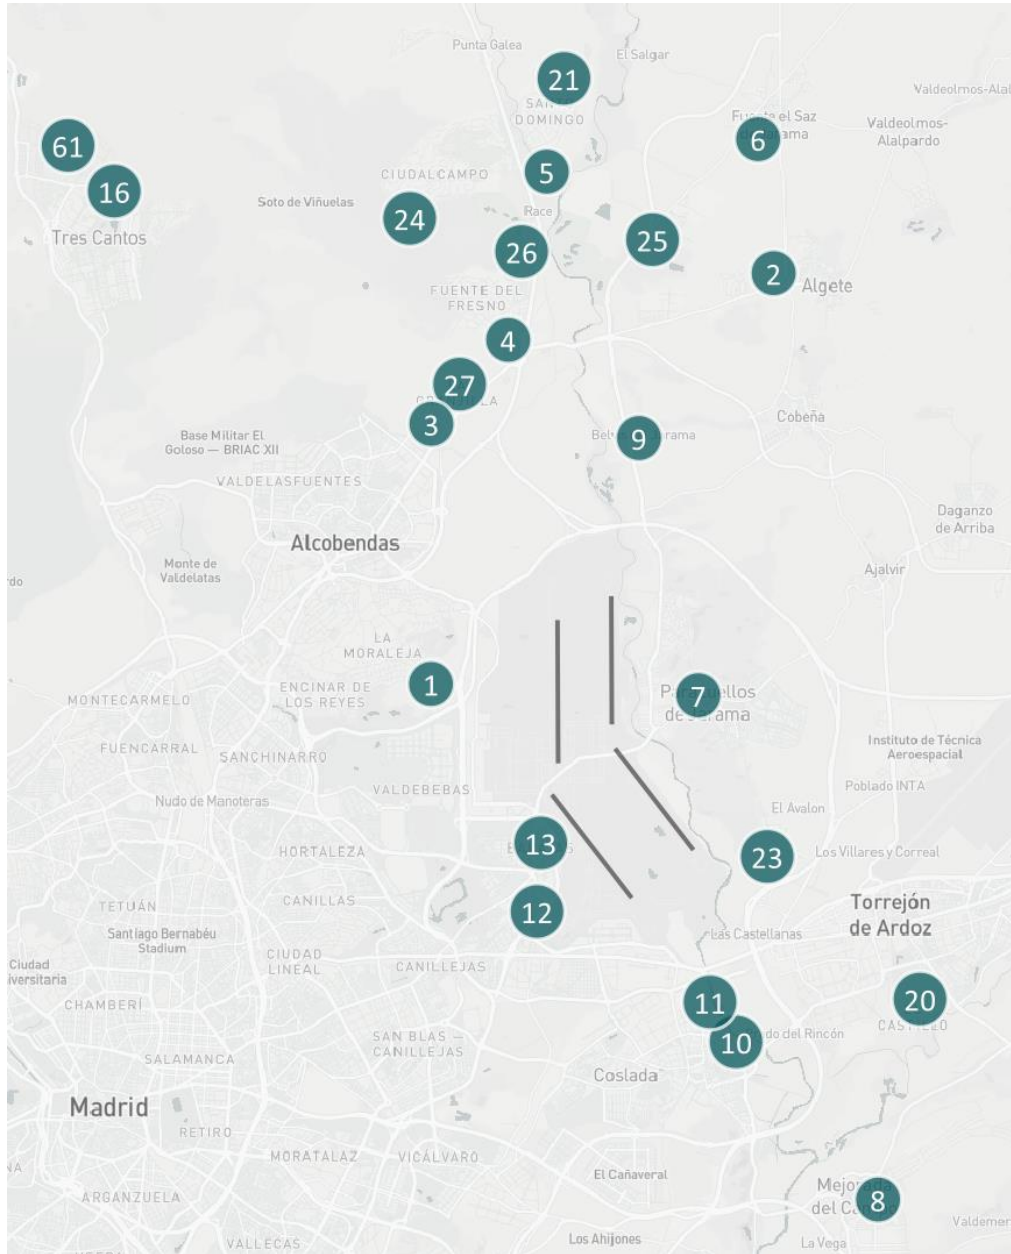 Punta Galea
El Salgar
21
Valdeolmos-Alal
DOMINGO
6
Valdeolmos-
Alalpardo
61
16
CIUDALCAMPO
5
Soto de Viñuelas
24
Race
Tres Cantos
26
25
2
Algete
FUENTE DEL
FRESNO
4
27
3
9
Cobeña
Base Militar El
Goloso — BRIAC XII
VALDELASFUENTES
Daganzo
de Arriba
Alcobendas
Monte de
Valdelatas
Ajalvir
LA
MORALEJA
1
ENCINAR DE
LOS REYES
7
MONTECARMELO
FUENCARRAL
SANCHINARRO
Instituto de Técnica
Aeroespacial
VALDEBEBAS
Poblado INTA
Nudo de Manoteras
El Avalon
13
HORTALEZA
23
Los Villares y Correal
CANILLAS
12
TETUÁN
Torrejón
de Ardoz
Santiago Bernabéu
Stadium
Las Castellanas
CIUDAD
LINEAL
CANILLEJAS
Ciudad
iversitaria
11
20
CHAMBERÍ
10
do del Rincón
SAN BLAS —
CANILLEJAS
SALAMANCA
Coslada
Madrid
RETIRO
MORATALAZ
VICÁLVARO
El Cañaveral
ARGANZUELA
8
Valdemer
VALLECAS
Los Ahijones
La Vega